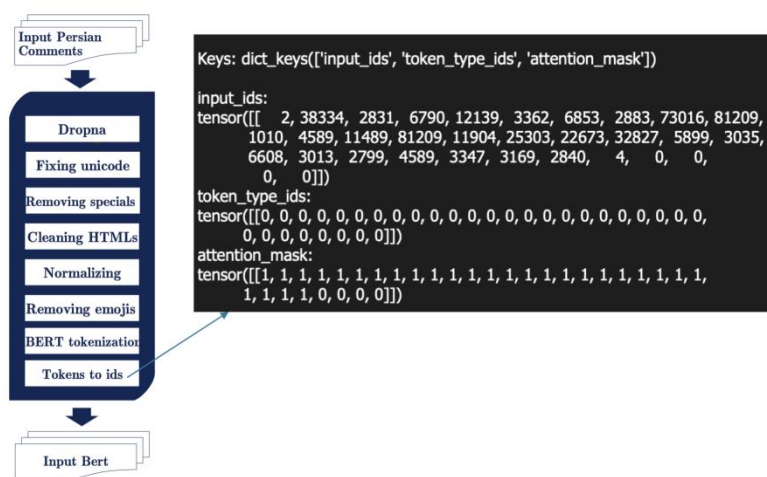 Input Persian
Comments
Dropna
Fixing unicode
Removing specials
Cleaning HTMLs
Normalizing
Removing emojis
BERT tokenization
Tokens to ids
Input Bert
Keys: dict_keys(['input_ids', 'token_type_ids', 'attention_mask'])
input_ids:
tensor([[ 2, 38334, 2831, 6790, 12139, 3362, 6853, 2883, 73016, 81209,
1010, 4589, 11489, 81209, 11904, 25303, 22673, 32827, 5899, 3035,
6608, 3013, 2799, 4589, 3347, 3169, 2840, 4, 0, 0,
0, 0]])
token_type_ids:
tensor([[0, 0, 0, 0, 0, 0, 0, 0, 0, 0, 0, 0, 0, 0, 0, 0, 0, 0, 0, 0, 0, 0, 0, 0,
0, 0, 0, 0, 0, 0, 0, 0]])
attention_mask:
tensor([[1, 1, 1, 1, 1, 1, 1, 1, 1, 1, 1, 1, 1, 1, 1, 1, 1, 1, 1, 1, 1, 1, 1, 1,
1, 1, 1, 1, 0, 0, 0, 0]])